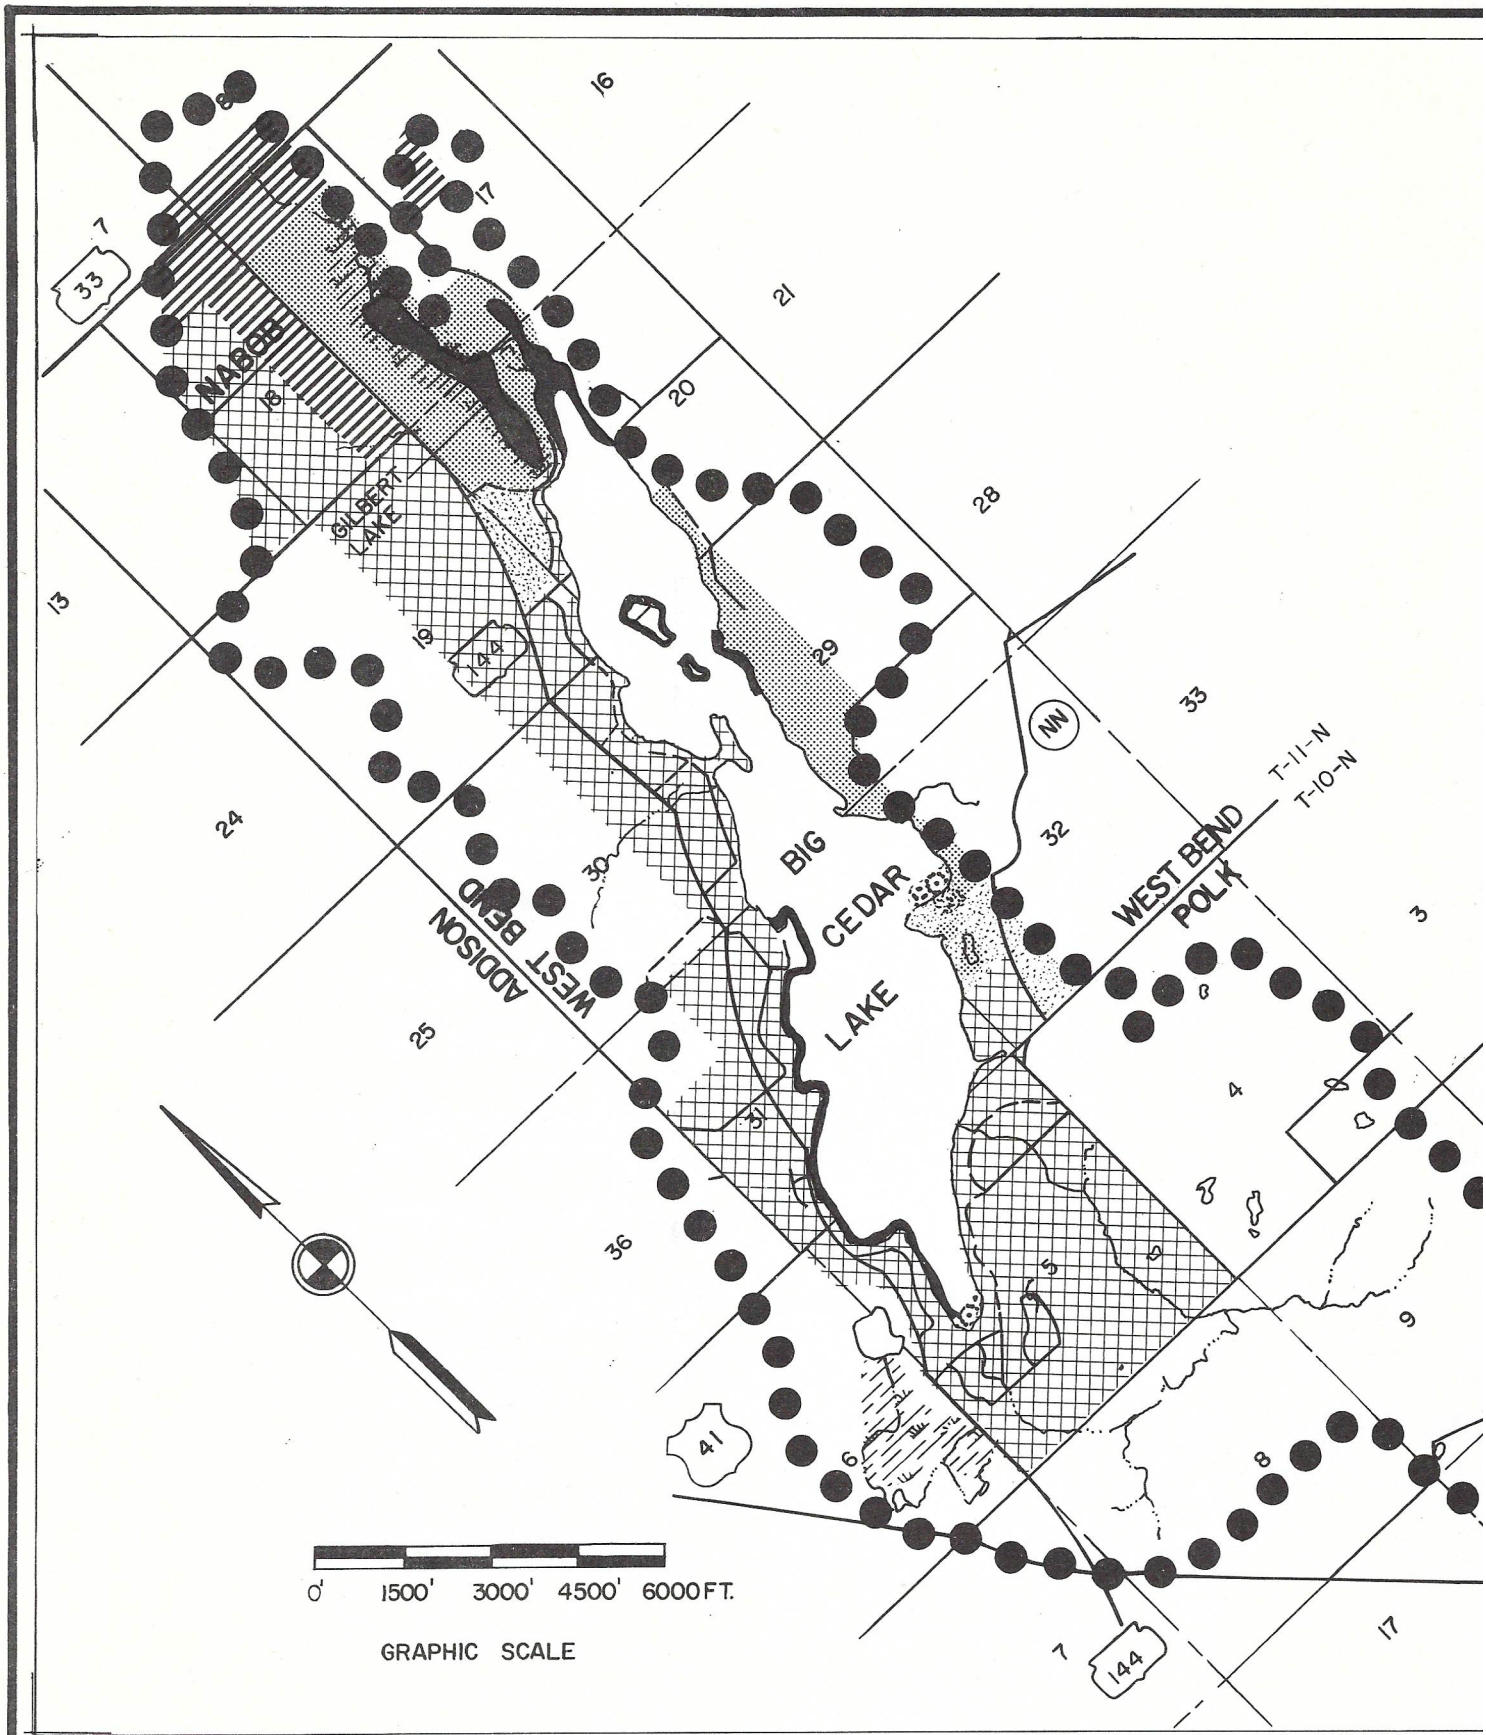 16
8
17
7
33
21
NABOB
18
20
GILBERT
LAKE
28
13
19
144
29
33
NN
T-11-N
T-10-N
24
32
BIG
CEDAR
LAKE
WEST BEND
POLK
30
3
WEST BEND
ADDISON
25
4
31
36
5
9
41
6
8
0' 1500' 3000' 4500' 6000 FT.
GRAPHIC SCALE
7
144
17